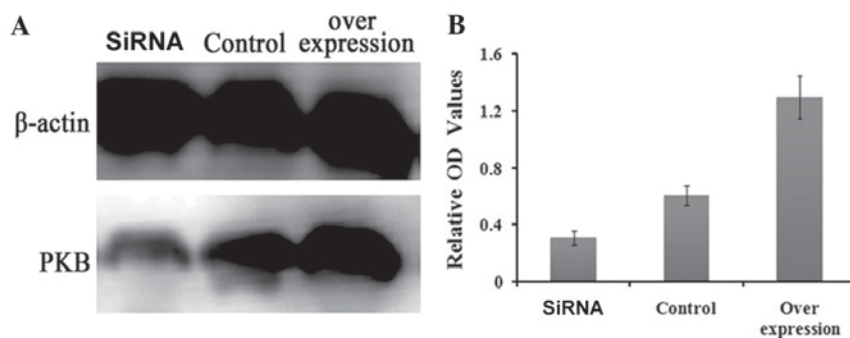 A
SiRNA Control over expression
β-actin
PKB
B
Relative OD Values
1.6
1.2
0.8
0.4
0
SiRNA Control Over expression